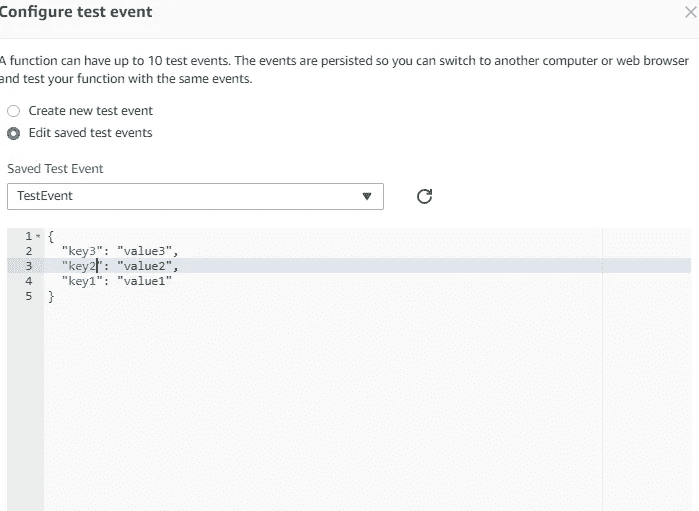 Configure test event
A function can have up to 10 test events. The events are persisted so you can switch to another computer or web browser
and test your function with the same events.
Create new test event
Edit saved test events
Saved Test Event
TestEvent
1 {
2 "key3": "value3",
3 "key2": "value2",
4 "key1": "value1"
5 }